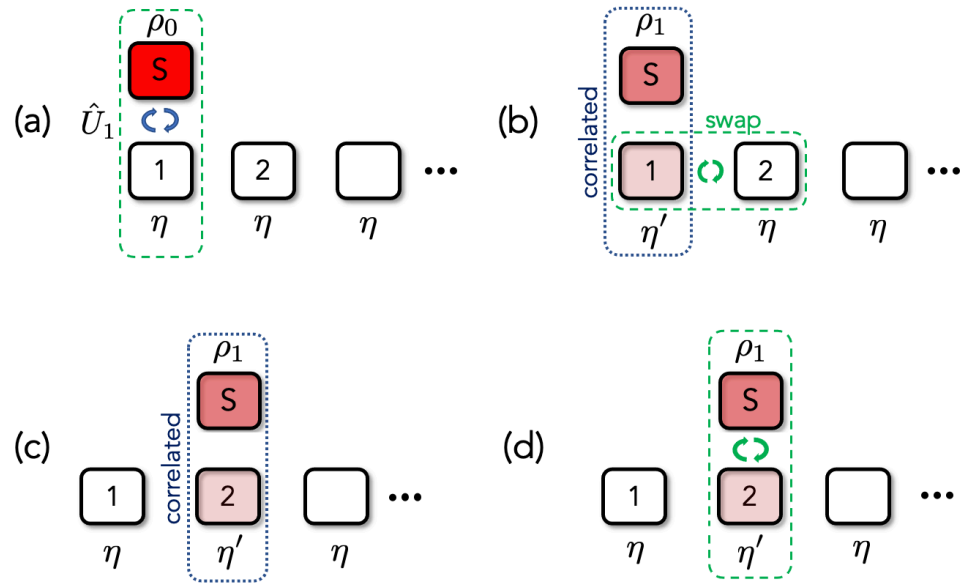 (a)
ρ₀
S
Û₁
1 2 ···
η η η
(b)
ρ₁
S
correlated
swap
1 2 ···
η′ η η
(c)
ρ₁
S
correlated
1 2 ···
η η′ η
(d)
ρ₁
S
1 2 ···
η η′ η